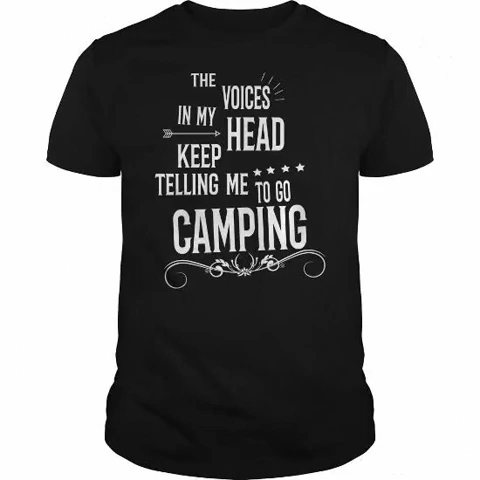 THE
VOICES
IN MY
HEAD
KEEP
TELLING ME
TO GO
CAMPING